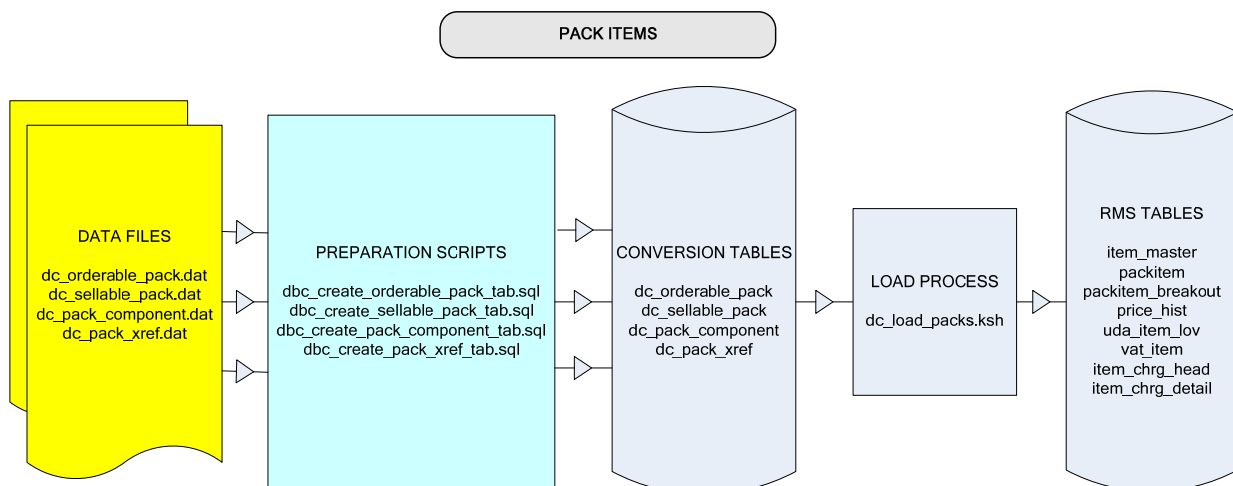 PACK ITEMS
DATA FILES
dc_orderable_pack.dat
dc_sellable_pack.dat
dc_pack_component.dat
dc_pack_xref.dat
PREPARATION SCRIPTS
dbc_create_orderable_pack_tab.sql
dbc_create_sellable_pack_tab.sql
dbc_create_pack_component_tab.sql
dbc_create_pack_xref_tab.sql
CONVERSION TABLES
dc_orderable_pack
dc_sellable_pack
dc_pack_component
dc_pack_xref
LOAD PROCESS
dc_load_packs.ksh
RMS TABLES
item_master
packitem
packitem_breakout
price_hist
uda_item_lov
vat_item
item_chrg_head
item_chrg_detail